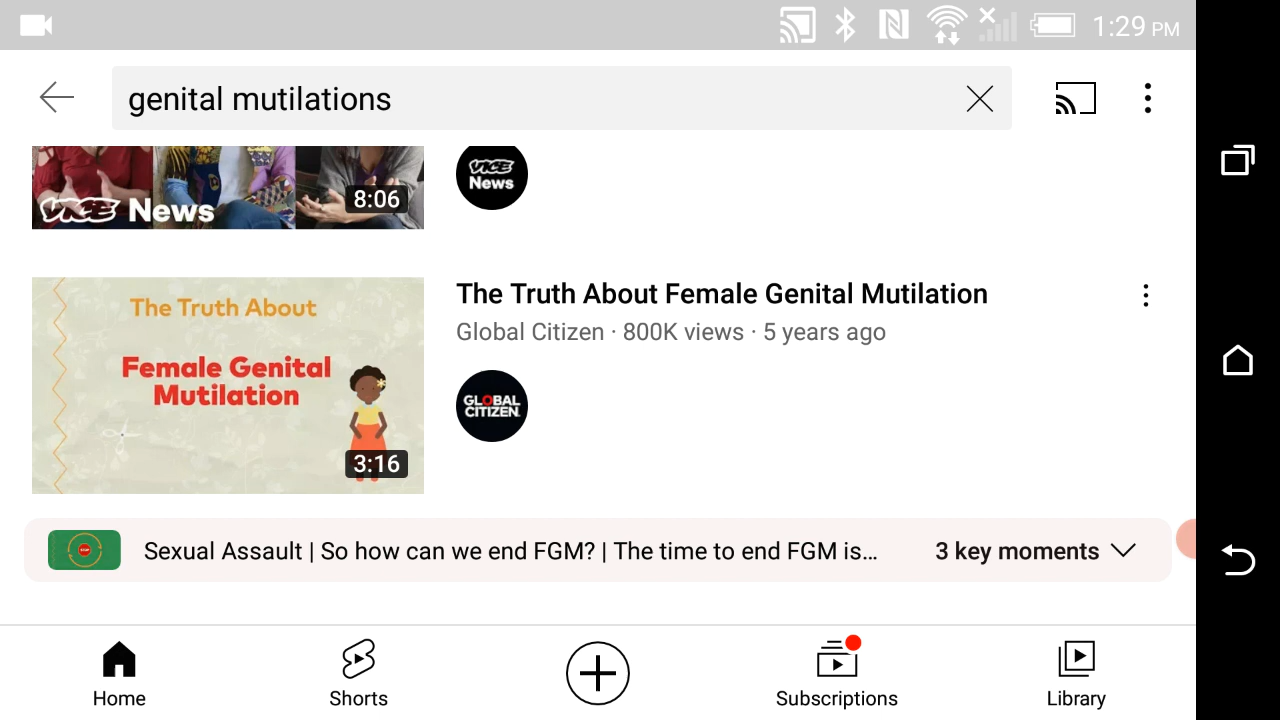 1:29 PM
genital mutilations
VICE News
8:06
VICE
News
The Truth About
Female Genital
Mutilation
3:16
The Truth About Female Genital Mutilation
Global Citizen · 800K views · 5 years ago
GLOBAL
CITIZEN
Sexual Assault | So how can we end FGM? | The time to end FGM is...
3 key moments
Home
Shorts
Subscriptions
Library